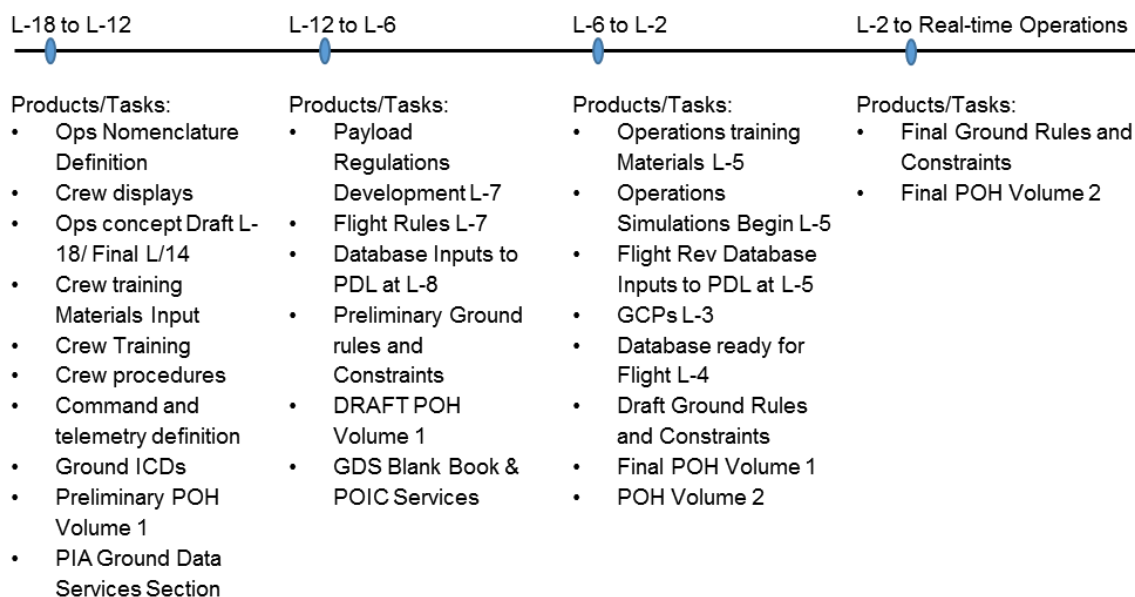 L-18 to L-12
Products/Tasks:
• Ops Nomenclature
Definition
• Crew displays
• Ops concept Draft L-
18/ Final L/14
• Crew training
Materials Input
• Crew Training
• Crew procedures
• Command and
telemetry definition
• Ground ICDs
• Preliminary POH
Volume 1
• PIA Ground Data
Services Section
L-12 to L-6
Products/Tasks:
• Payload
Regulations
Development L-7
• Flight Rules L-7
• Database Inputs to
PDL at L-8
• Preliminary Ground
rules and
Constraints
• DRAFT POH
Volume 1
• GDS Blank Book &
POIC Services
L-6 to L-2
Products/Tasks:
• Operations training
Materials L-5
• Operations
Simulations Begin L-5
• Flight Rev Database
Inputs to PDL at L-5
• GCPs L-3
• Database ready for
Flight L-4
• Draft Ground Rules
and Constraints
• Final POH Volume 1
• POH Volume 2
L-2 to Real-time Operations
Products/Tasks:
• Final Ground Rules and
Constraints
• Final POH Volume 2